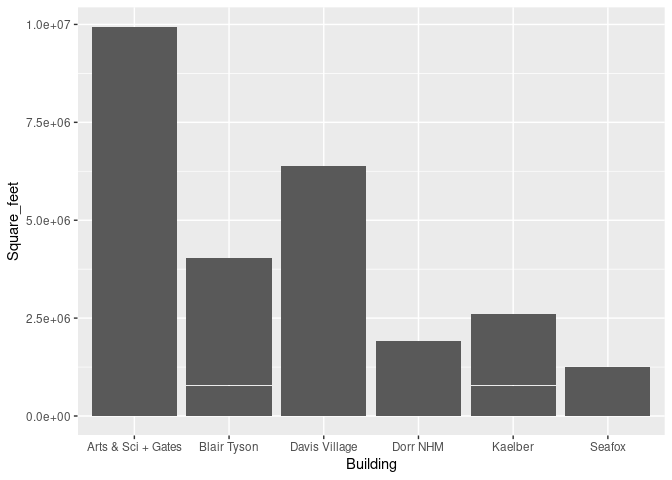 1.0e+07
7.5e+06
5.0e+06
2.5e+06
0.0e+00
Square_feet
Arts & Sci + Gates Blair Tyson Davis Village Dorr NHM Kaelber Seafox
Building